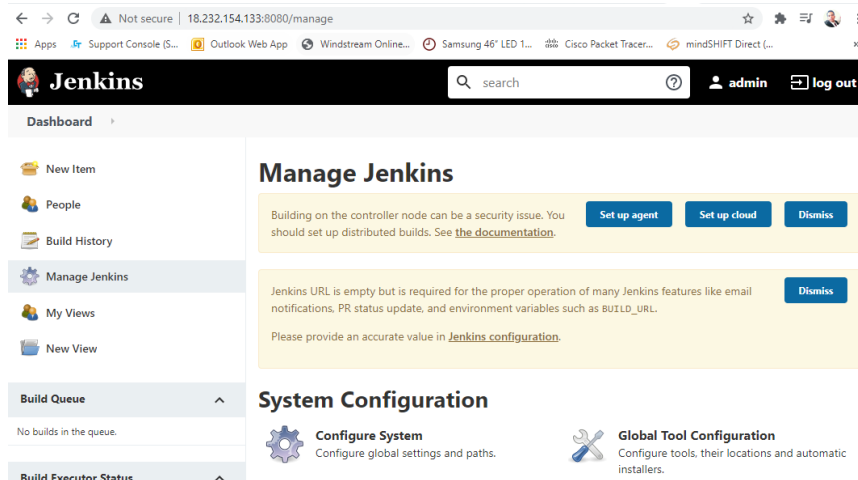 Not secure | 18.232.154.133:8080/manage
Apps Support Console (S... Outlook Web App Windstream Online... Samsung 46" LED 1... Cisco Packet Tracer... mindSHIFT Direct (...
Jenkins
search
admin
log out
Dashboard
New Item
People
Build History
Manage Jenkins
My Views
New View
Build Queue
No builds in the queue.
Build Executor Status
Manage Jenkins
Building on the controller node can be a security issue. You
should set up distributed builds. See the documentation.
Set up agent
Set up cloud
Dismiss
Jenkins URL is empty but is required for the proper operation of many Jenkins features like email
notifications, PR status update, and environment variables such as BUILD_URL.
Please provide an accurate value in Jenkins configuration.
Dismiss
System Configuration
Configure System
Configure global settings and paths.
Global Tool Configuration
Configure tools, their locations and automatic
installers.